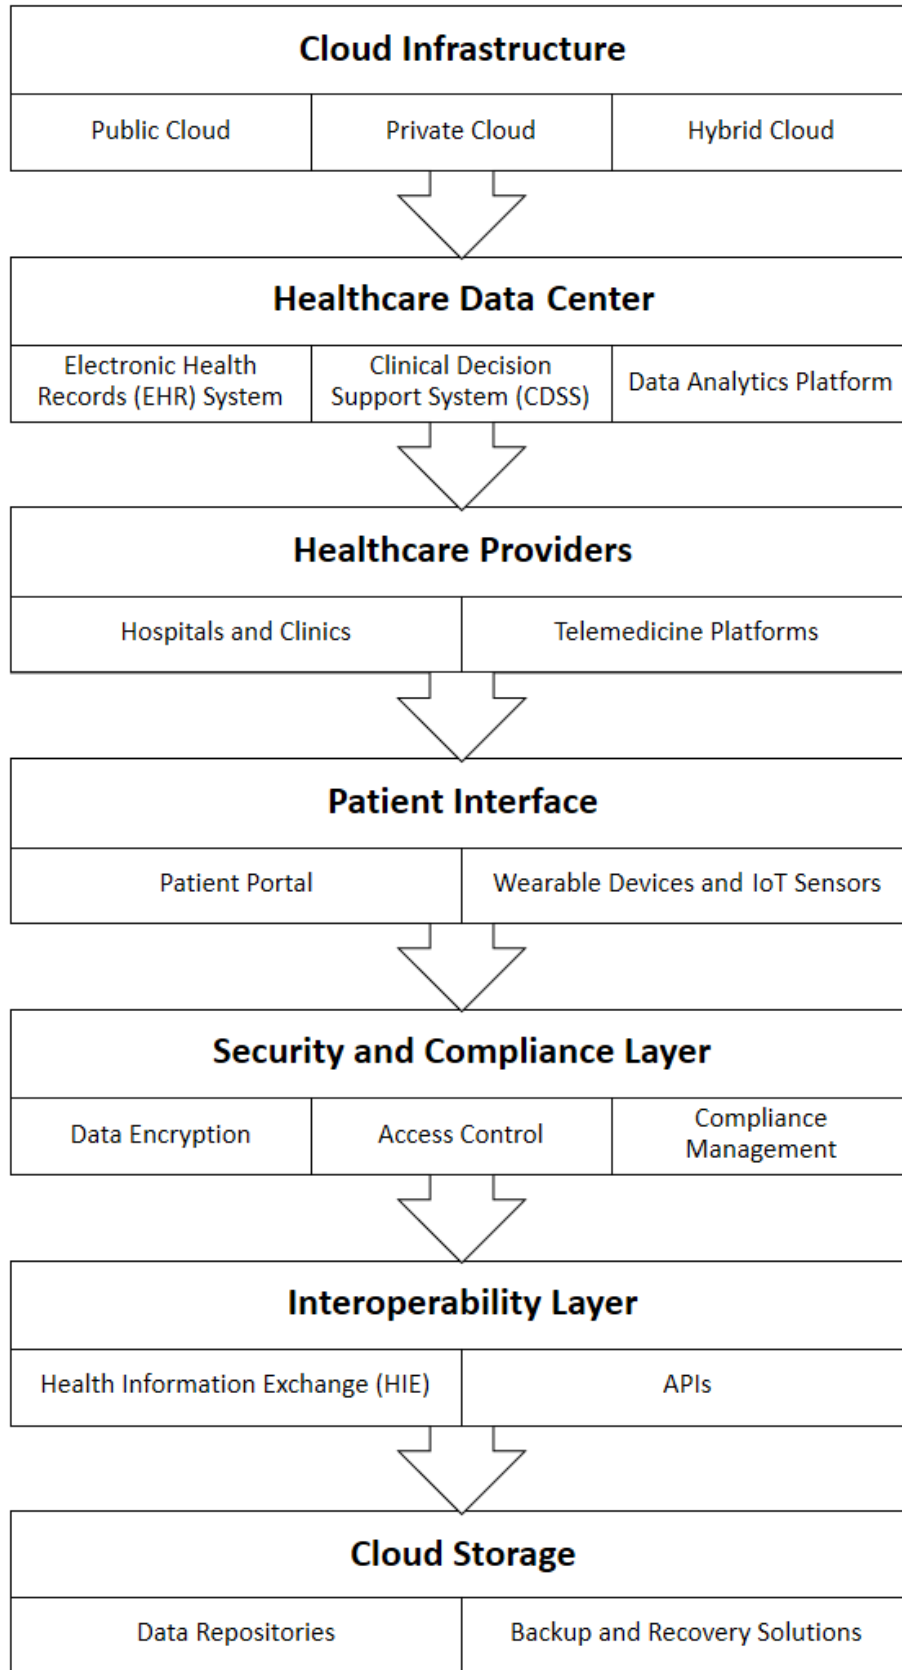 Cloud Infrastructure
Public Cloud
Private Cloud
Hybrid Cloud
Healthcare Data Center
Electronic Health
Records (EHR) System
Clinical Decision
Support System (CDSS)
Data Analytics Platform
Healthcare Providers
Hospitals and Clinics
Telemedicine Platforms
Patient Interface
Patient Portal
Wearable Devices and IoT Sensors
Security and Compliance Layer
Data Encryption
Access Control
Compliance
Management
Interoperability Layer
Health Information Exchange (HIE)
APIs
Cloud Storage
Data Repositories
Backup and Recovery Solutions